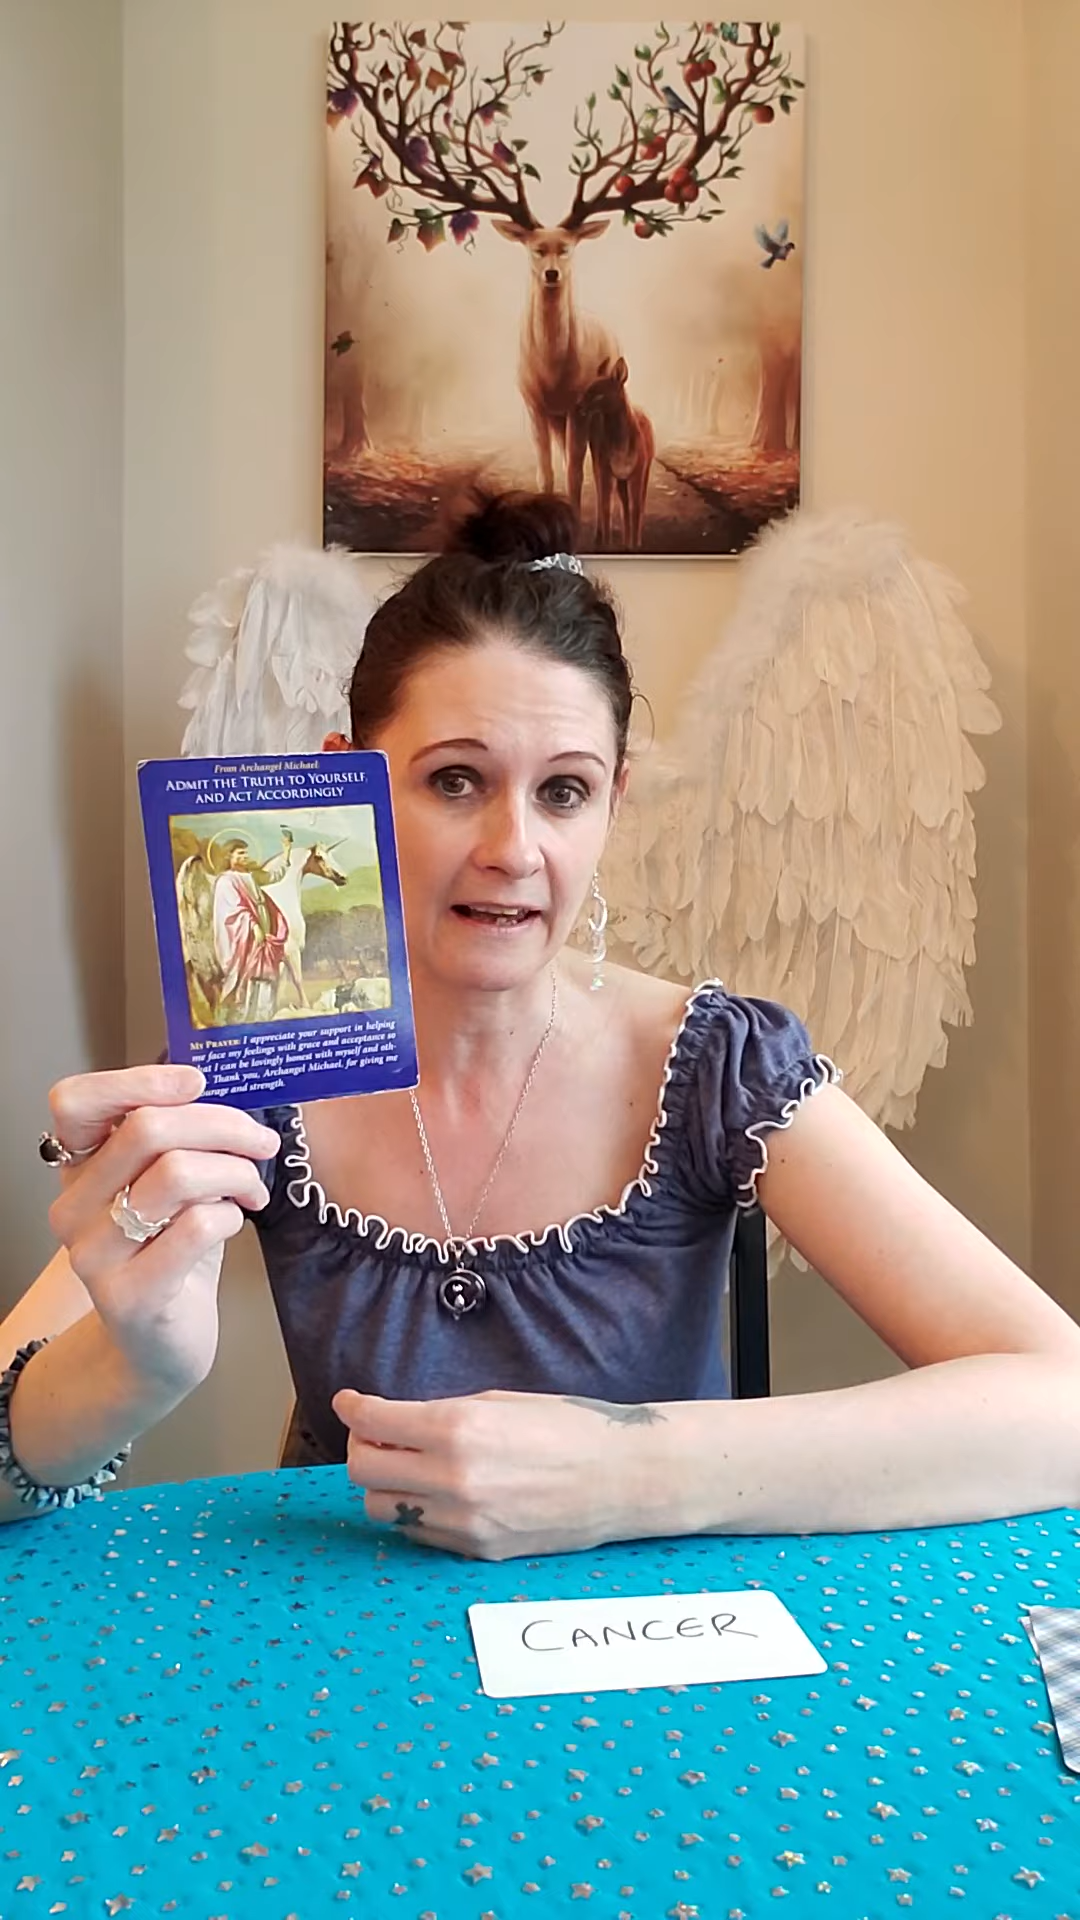 From Archangel Michael:
ADMIT THE TRUTH TO YOURSELF,
AND ACT ACCORDINGLY
MY PRAYER: I appreciate your support in helping
me face my feelings with grace and acceptance so
that I can be lovingly honest with myself and oth-
Thank you, Archangel Michael, for giving me
courage and strength.
CANCER